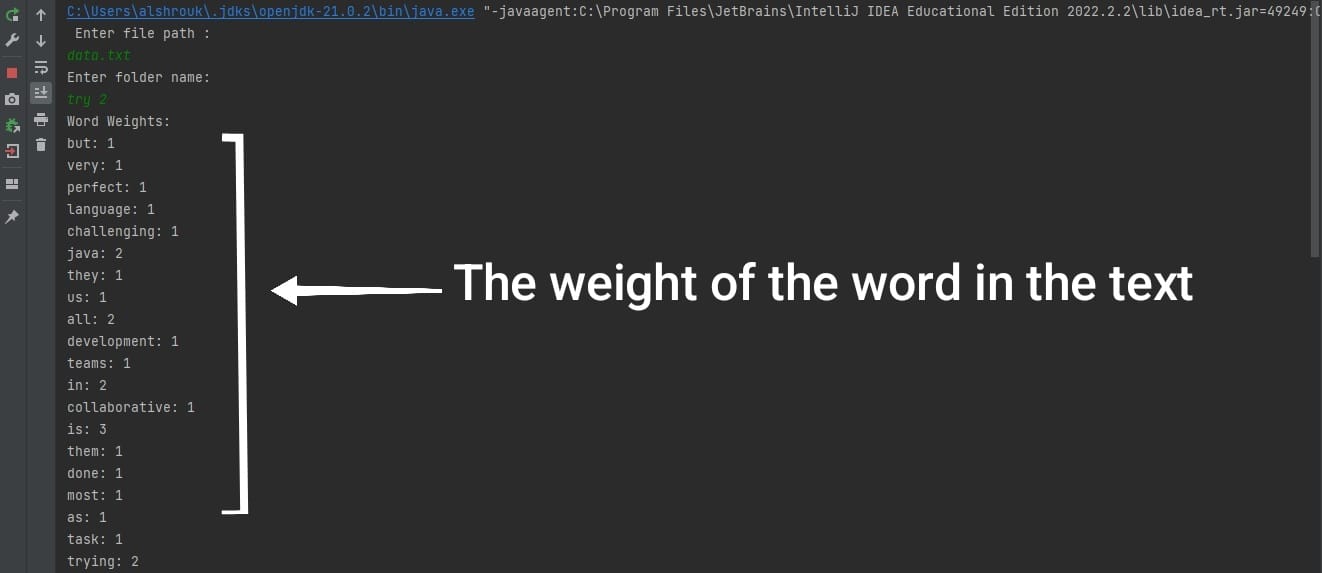 C:\Users\alshrouk\.jdks\openjdk-21.0.2\bin\java.exe "-javaagent:C:\Program Files\JetBrains\IntelliJ IDEA Educational Edition 2022.2.2\lib\idea_rt.jar=49249:C
Enter file path :
data.txt
Enter folder name:
try 2
Word Weights:
but: 1
very: 1
perfect: 1
language: 1
challenging: 1
java: 2
they: 1
us: 1
The weight of the word in the text
all: 2
development: 1
teams: 1
in: 2
collaborative: 1
is: 3
them: 1
done: 1
most: 1
as: 1
task: 1
trying: 2